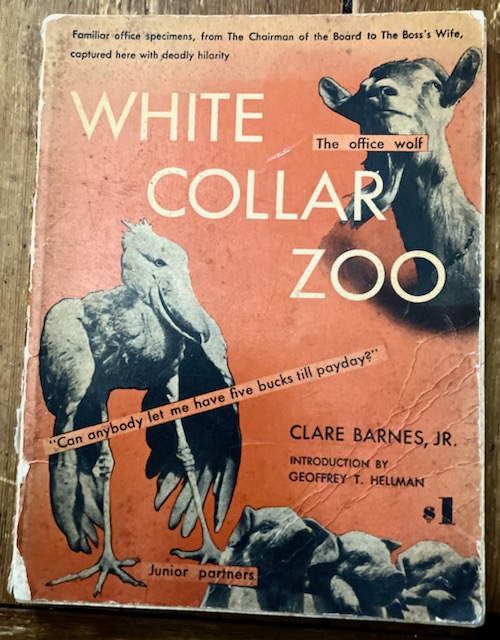 Familiar office specimens, from The Chairman of the Board to The Boss's Wife,
captured here with deadly hilarity
WHITE
The office wolf
COLLAR
ZOO
"Can anybody let me have five bucks till payday?"
CLARE BARNES, JR.
INTRODUCTION BY
GEOFFREY T. HELLMAN
$1
Junior partners